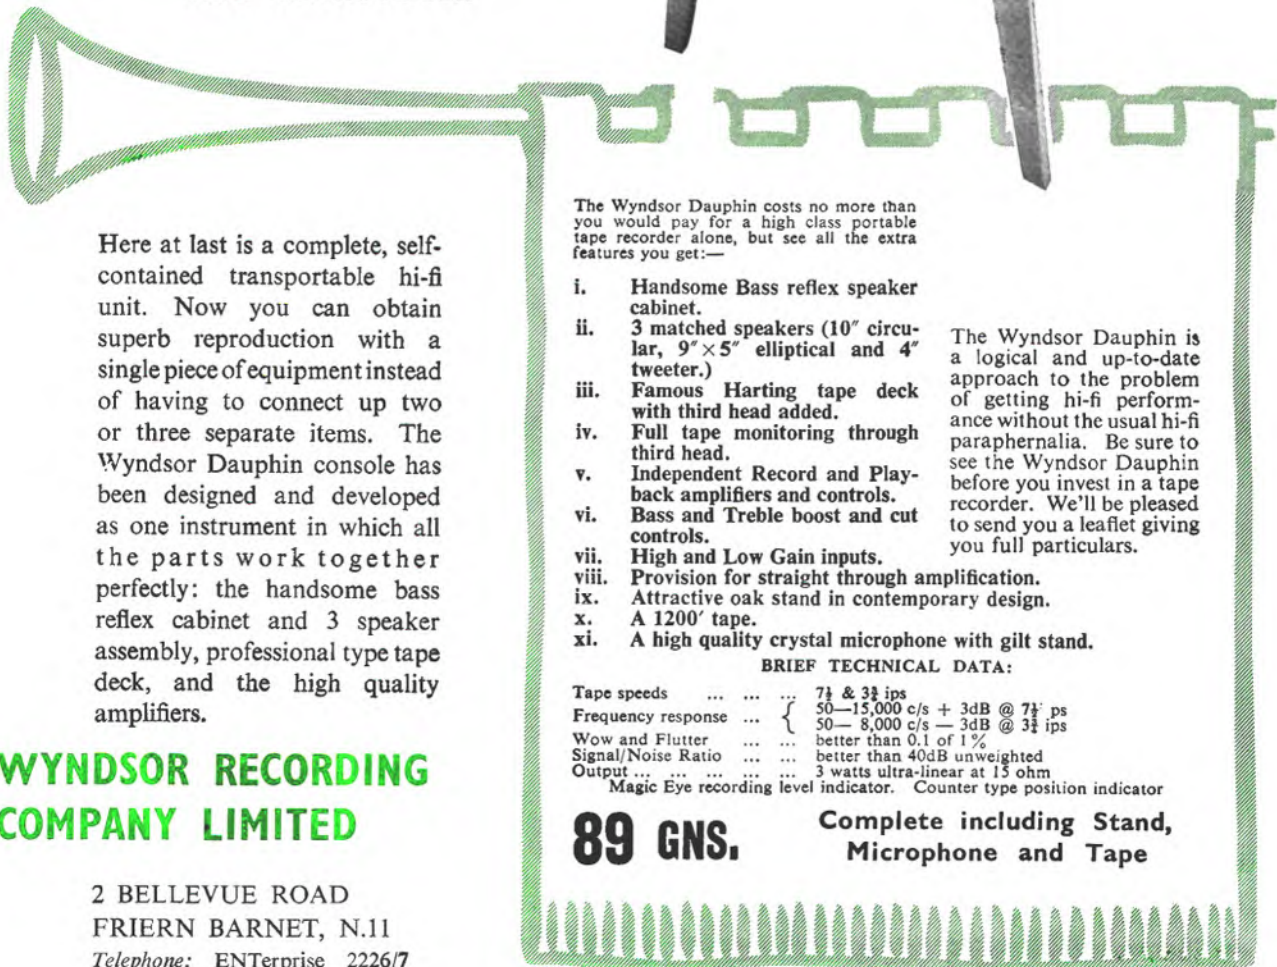 Here at last is a complete, self-
contained transportable hi-fi
unit. Now you can obtain
superb reproduction with a
single piece of equipment instead
of having to connect up two
or three separate items. The
Wyndsor Dauphin console has
been designed and developed
as one instrument in which all
the parts work together
perfectly: the handsome bass
reflex cabinet and 3 speaker
assembly, professional type tape
deck, and the high quality
amplifiers.
WYNDSOR RECORDING
COMPANY LIMITED
2 BELLEVUE ROAD
FRIERN BARNET, N.11
Telephone: ENTerprise 2226/7
The Wyndsor Dauphin costs no more than
you would pay for a high class portable
tape recorder alone, but see all the extra
features you get:—
i. Handsome Bass reflex speaker
cabinet.
ii. 3 matched speakers (10″ circu-
lar, 9″×5″ elliptical and 4″
tweeter.)
iii. Famous Harting tape deck
with third head added.
iv. Full tape monitoring through
third head.
v. Independent Record and Play-
back amplifiers and controls.
vi. Bass and Treble boost and cut
controls.
vii. High and Low Gain inputs.
viii. Provision for straight through amplification.
ix. Attractive oak stand in contemporary design.
x. A 1200′ tape.
xi. A high quality crystal microphone with gilt stand.
The Wyndsor Dauphin is
a logical and up-to-date
approach to the problem
of getting hi-fi perform-
ance without the usual hi-fi
paraphernalia. Be sure to
see the Wyndsor Dauphin
before you invest in a tape
recorder. We'll be pleased
to send you a leaflet giving
you full particulars.
BRIEF TECHNICAL DATA:
Tape speeds ... ... ... 7½ & 3¾ ips
Frequency response ... { 50—15,000 c/s + 3dB @ 7½ ps
50— 8,000 c/s — 3dB @ 3¾ ips
Wow and Flutter ... ... better than 0.1 of 1%
Signal/Noise Ratio ... ... better than 40dB unweighted
Output ... ... ... ... ... 3 watts ultra-linear at 15 ohm
Magic Eye recording level indicator. Counter type position indicator
89 GNS.
Complete including Stand,
Microphone and Tape